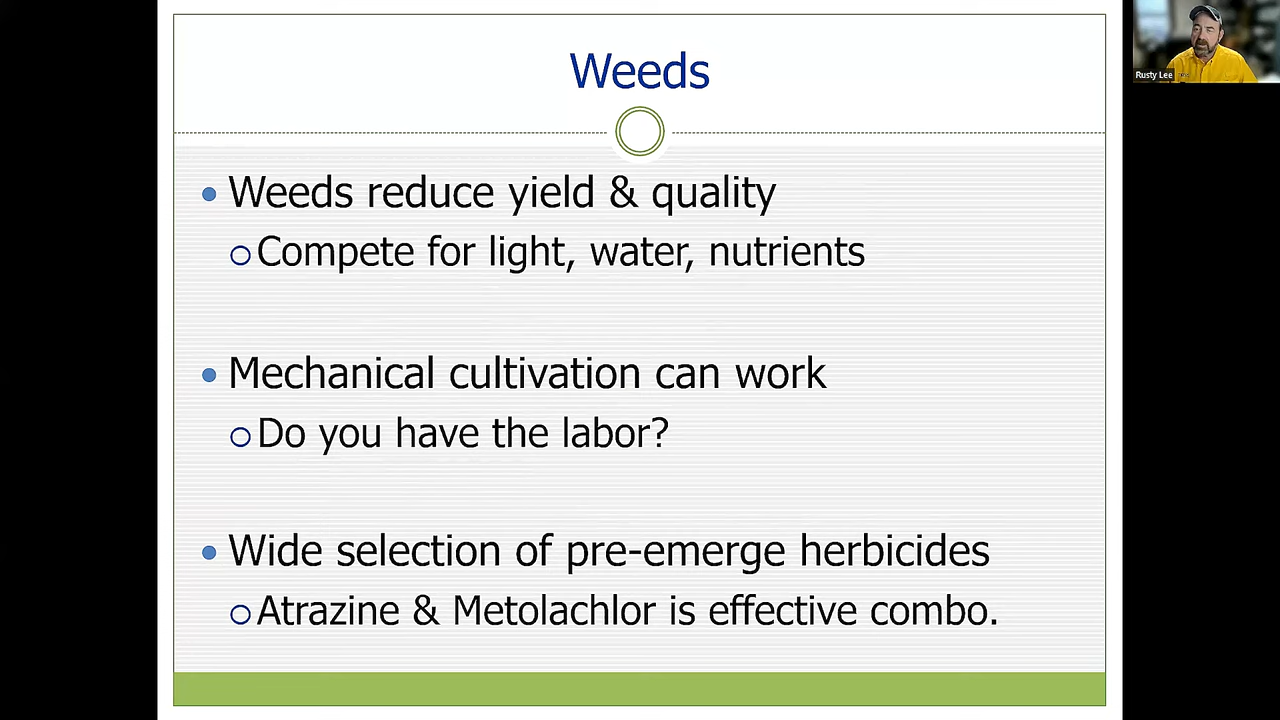 Weeds
Rusty Lee
Weeds reduce yield & quality
Compete for light, water, nutrients
Mechanical cultivation can work
Do you have the labor?
Wide selection of pre-emerge herbicides
Atrazine & Metolachlor is effective combo.